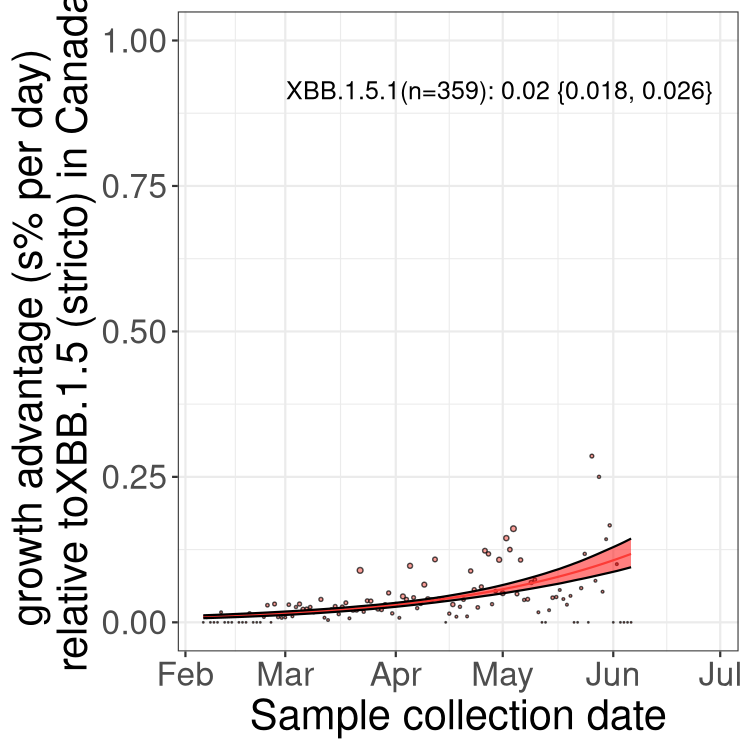 growth advantage (s% per day)
relative toXBB.1.5 (stricto) in Canada
1.00
0.75
0.50
0.25
0.00
XBB.1.5.1(n=359): 0.02 {0.018, 0.026}
Feb Mar Apr May Jun Jul
Sample collection date